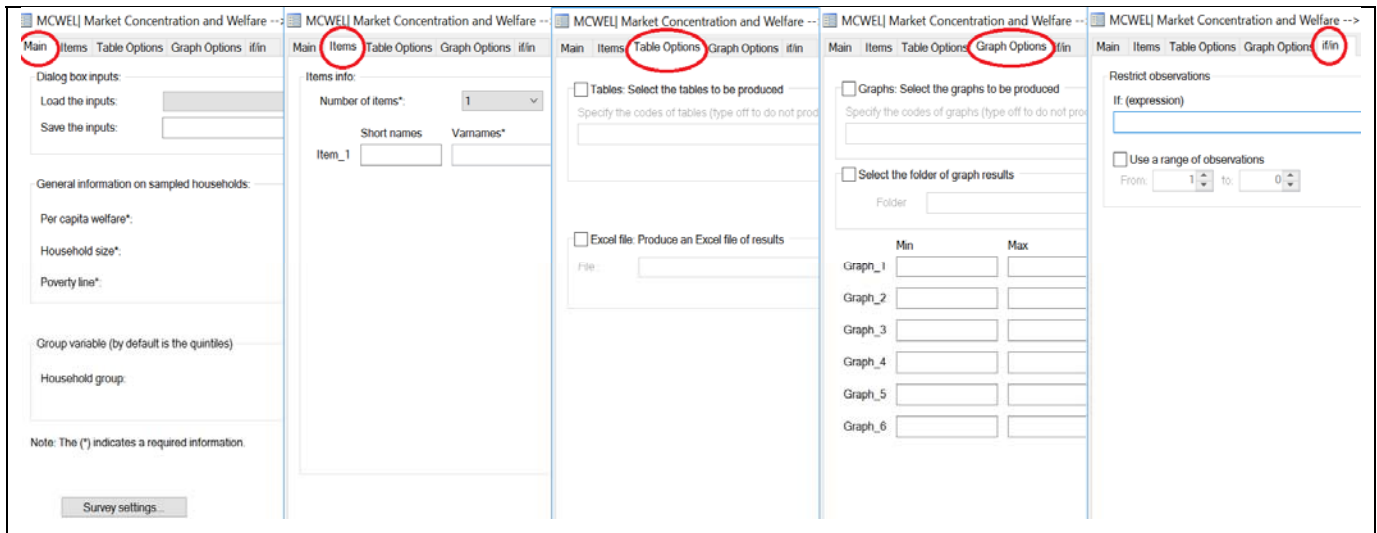 MCWEL| Market Concentration and Welfare -->
Main Items Table Options Graph Options if/in
Dialog box inputs:
Load the inputs:
Save the inputs:
General information on sampled households:
Per capita welfare*:
Household size*:
Poverty line*:
Group variable (by default is the quintiles)
Household group:
Note: The (*) indicates a required information.
Survey settings...
MCWEL| Market Concentration and Welfare --
Main Items Table Options Graph Options if/in
Items info:
Number of items*: 1
Short names Varnames*
Item_1
MCWEL| Market Concentration and Welfare --
Main Items Table Options Graph Options if/in
Tables: Select the tables to be produced
Specify the codes of tables (type off to do not prod
Excel file: Produce an Excel file of results
File :
MCWEL| Market Concentration and Welfare --
Main Items Table Options Graph Options if/in
Graphs: Select the graphs to be produced
Specify the codes of graphs (type off to do not pro
Select the folder of graph results
Folder
Min Max
Graph_1
Graph_2
Graph_3
Graph_4
Graph_5
Graph_6
MCWEL| Market Concentration and Welfare -->
Main Items Table Options Graph Options if/in
Restrict observations
If: (expression)
Use a range of observations
From: 1 to: 0